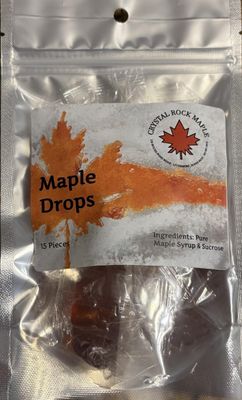 CRYSTAL ROCK MAPLE
Maple
Drops
15 Pieces
Ingredients: Pure
Maple Syrup & Sucrose